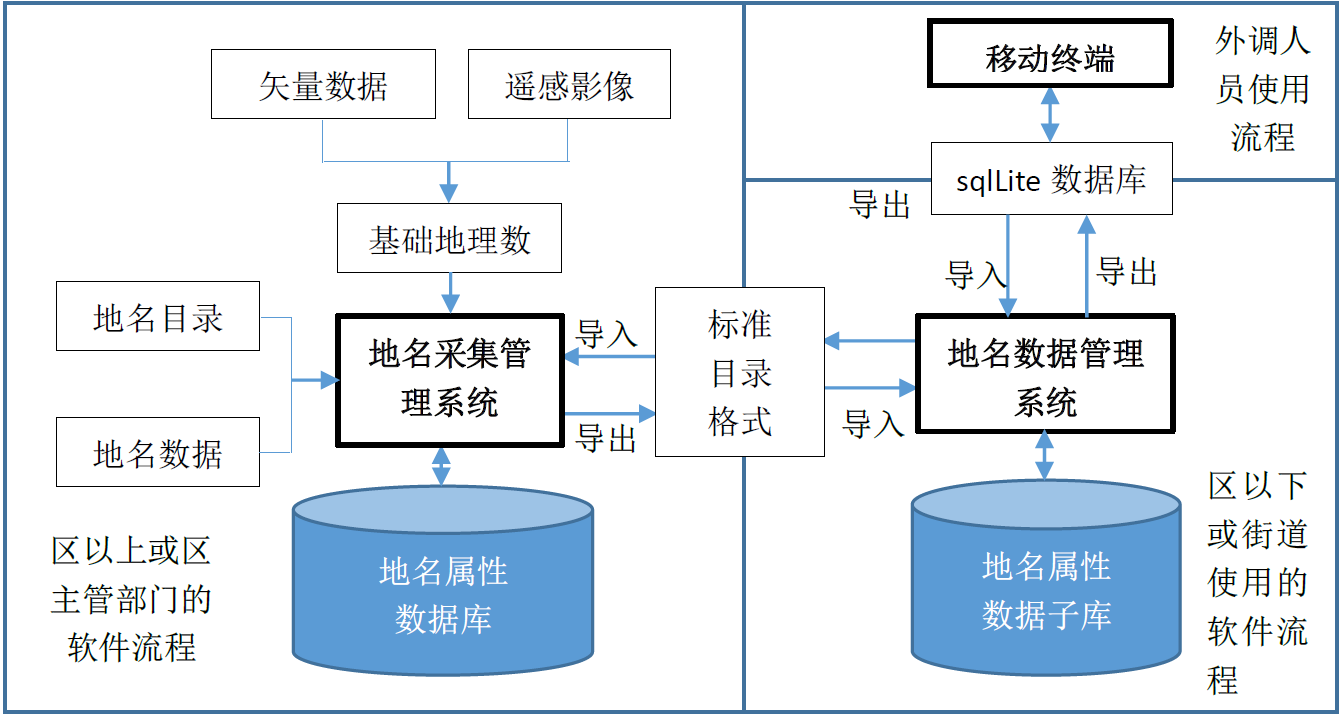 矢量数据
遥感影像
基础地理数
地名目录
地名数据
地名采集管
理系统
导入
导出
地名属性
数据库
区以上或区
主管部门的
软件流程
标准
目录
格式
移动终端
外调人
员使用
流程
sqlLite 数据库
导出
导入
导出
地名数据管理
系统
导入
地名属性
数据子库
区以下
或街道
使用的
软件流
程